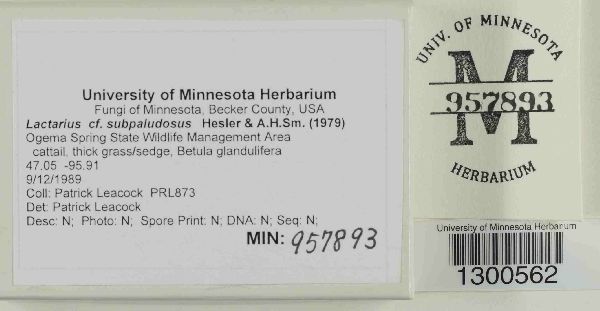 University of Minnesota Herbarium
Fungi of Minnesota, Becker County, USA
Lactarius cf. subpaludosus Hesler & A.H.Sm. (1979)
Ogema Spring State Wildlife Management Area
cattail, thick grass/sedge, Betula glandulifera
47.05 -95.91
9/12/1989
Coll: Patrick Leacock PRL873
Det: Patrick Leacock
Desc: N; Photo: N; Spore Print: N; DNA: N; Seq: N;
MIN: 957893
UNIV. OF MINNESOTA
M
957893
HERBARIUM
University of Minnesota Herbarium
1300562